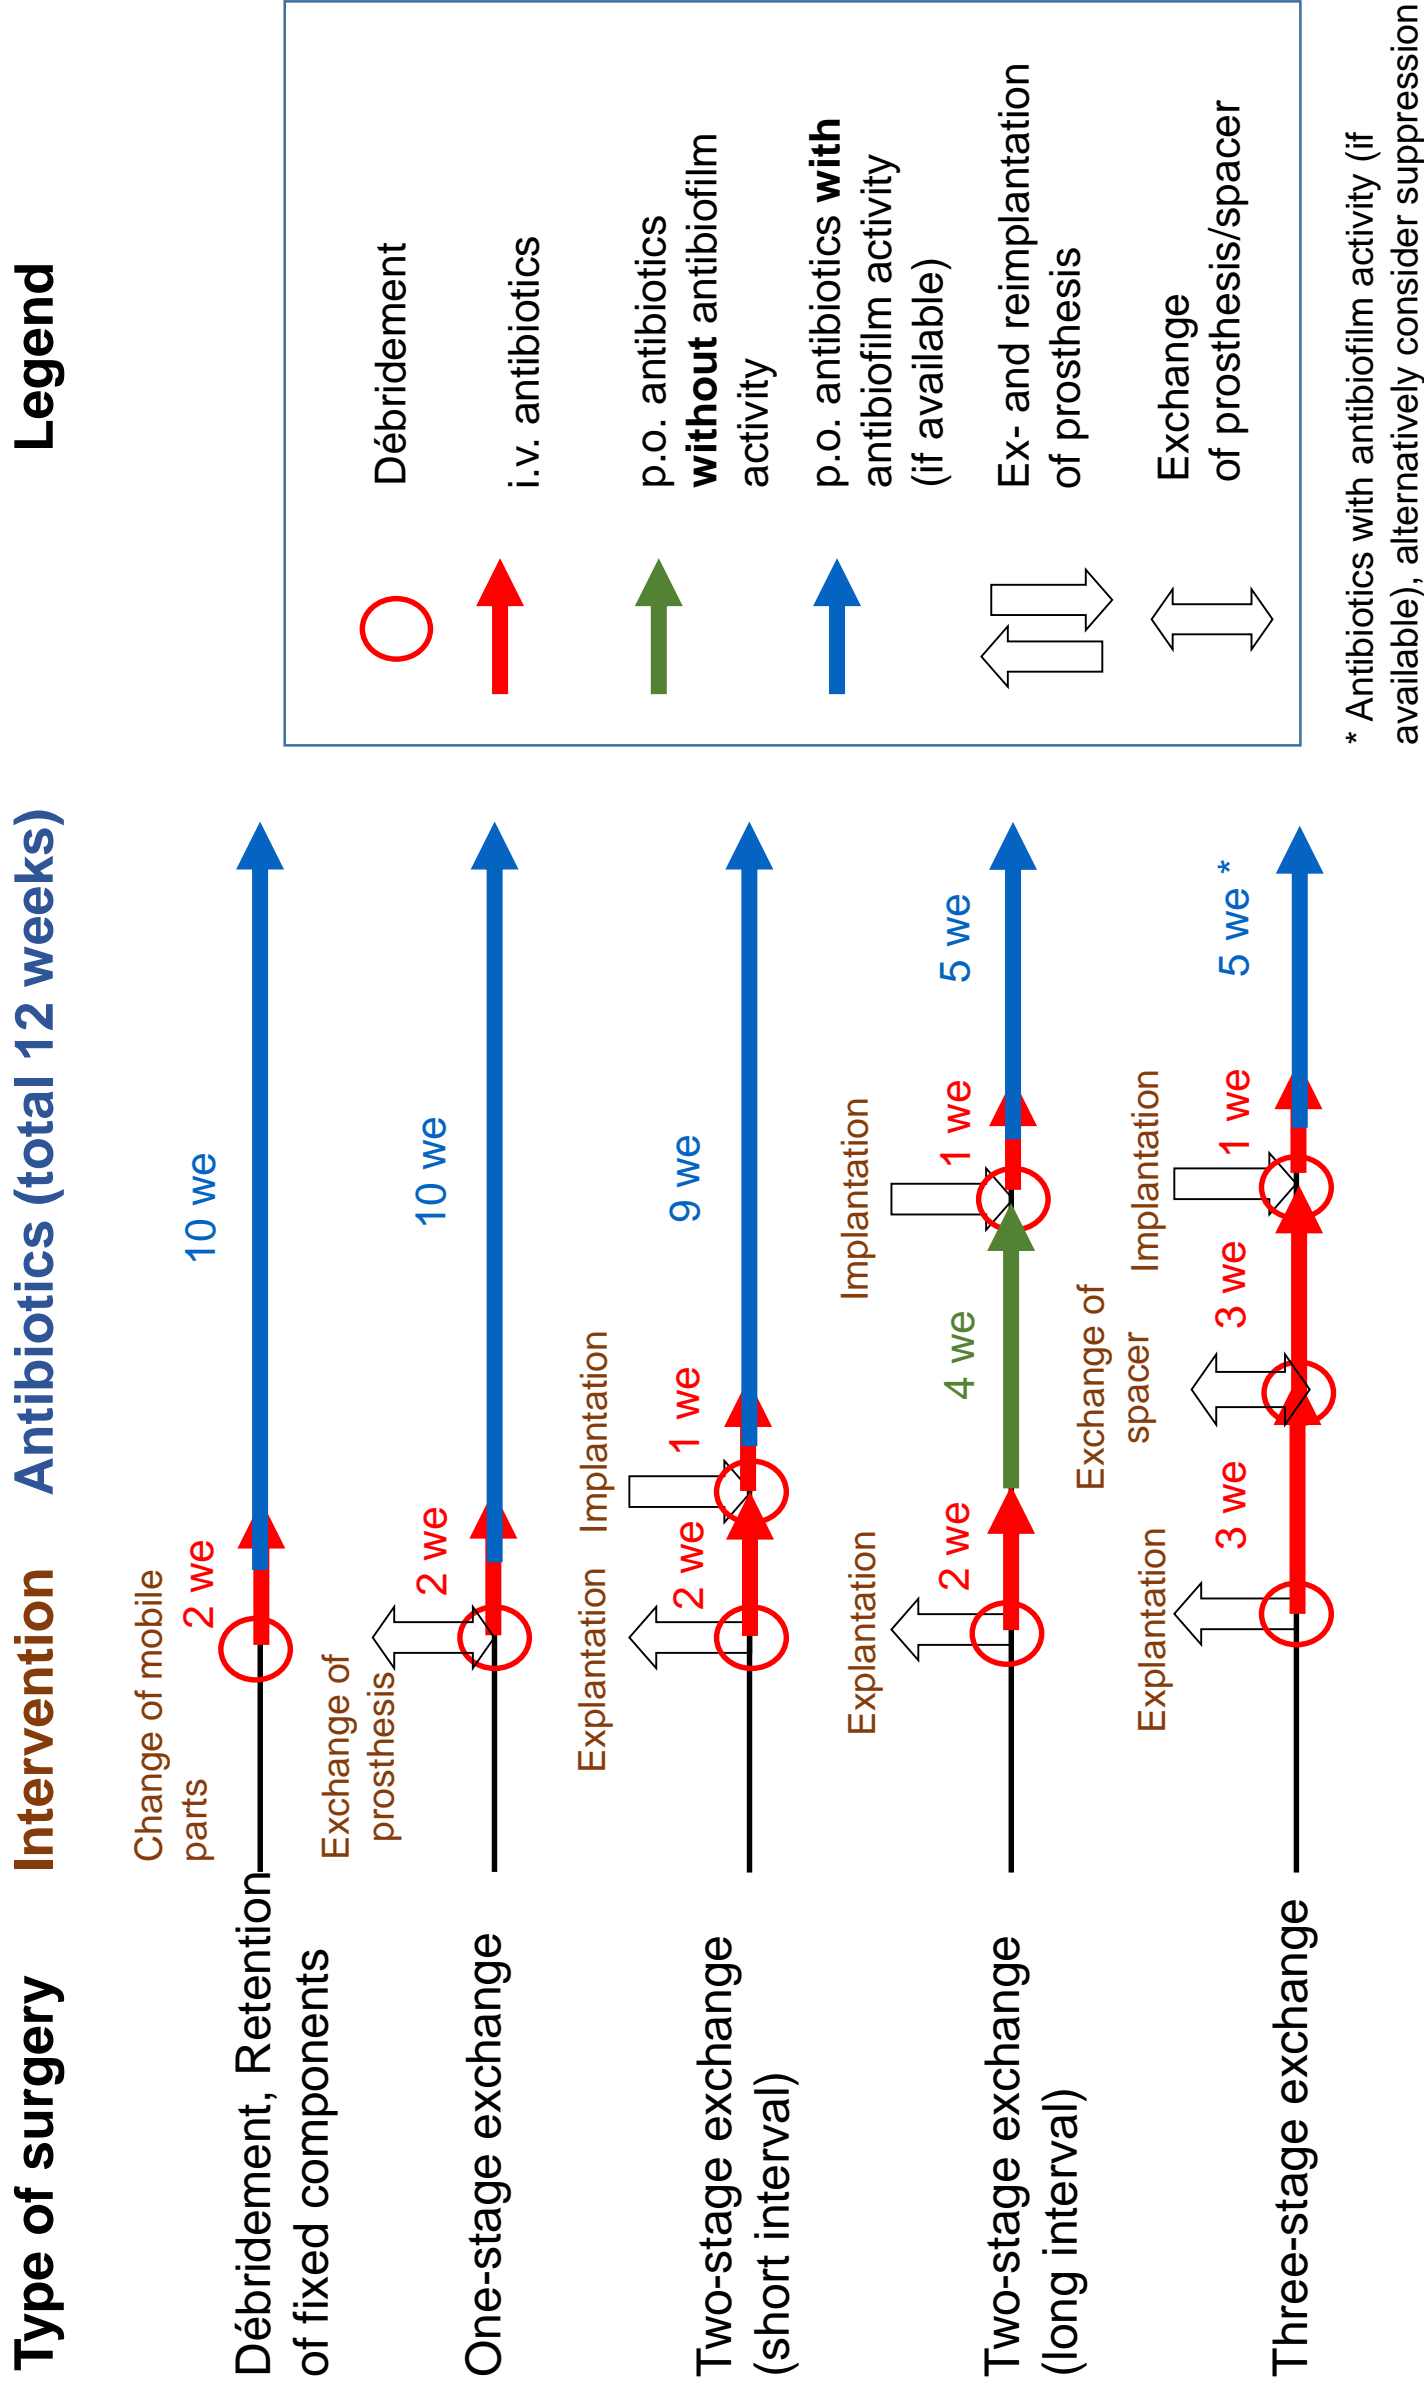 Type of surgery
Intervention
Antibiotics (total 12 weeks)
Legend
Débridement, Retention
of fixed components
Change of mobile
parts
2 we
10 we
One-stage exchange
Exchange of
prosthesis
2 we
10 we
Two-stage exchange
(short interval)
Explantation
2 we
Implantation
1 we
9 we
Two-stage exchange
(long interval)
Explantation
2 we
4 we
Implantation
1 we
5 we
Three-stage exchange
Explantation
3 we
Exchange of
spacer
3 we
Implantation
1 we
5 we *
Débridement
i.v. antibiotics
p.o. antibiotics
without antibiofilm
activity
p.o. antibiotics with
antibiofilm activity
(if available)
Ex- and reimplantation
of prosthesis
Exchange
of prosthesis/spacer
* Antibiotics with antibiofilm activity (if
available), alternatively consider suppression